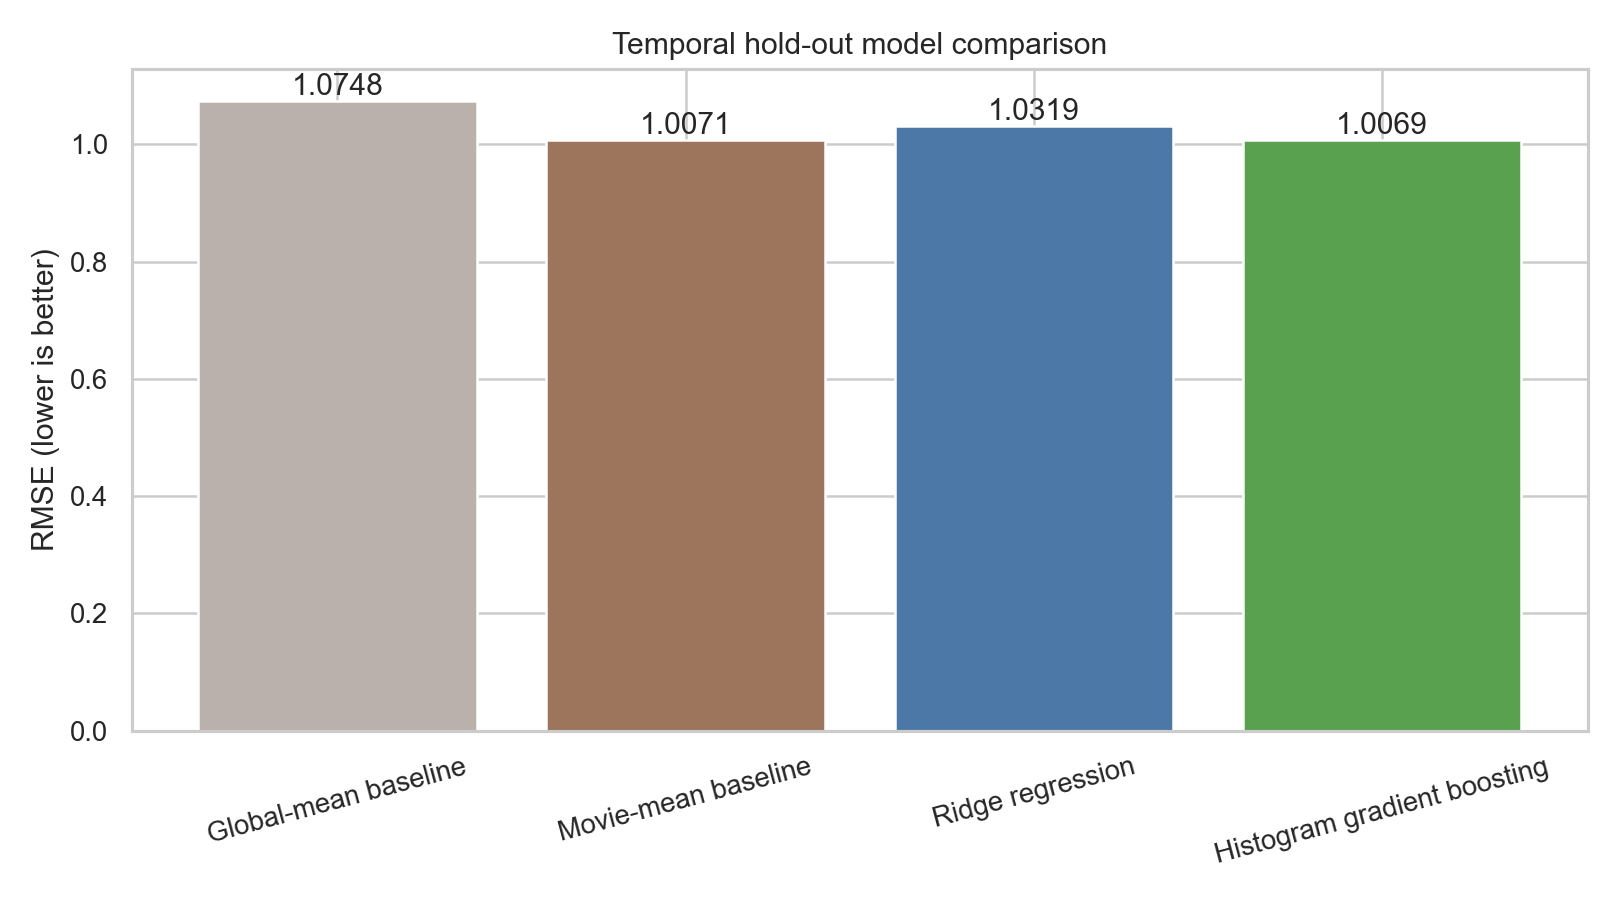 Temporal hold-out model comparison
1.0748
1.0071
1.0319
1.0069
RMSE (lower is better)
1.0
0.8
0.6
0.4
0.2
0.0
Global-mean baseline
Movie-mean baseline
Ridge regression
Histogram gradient boosting